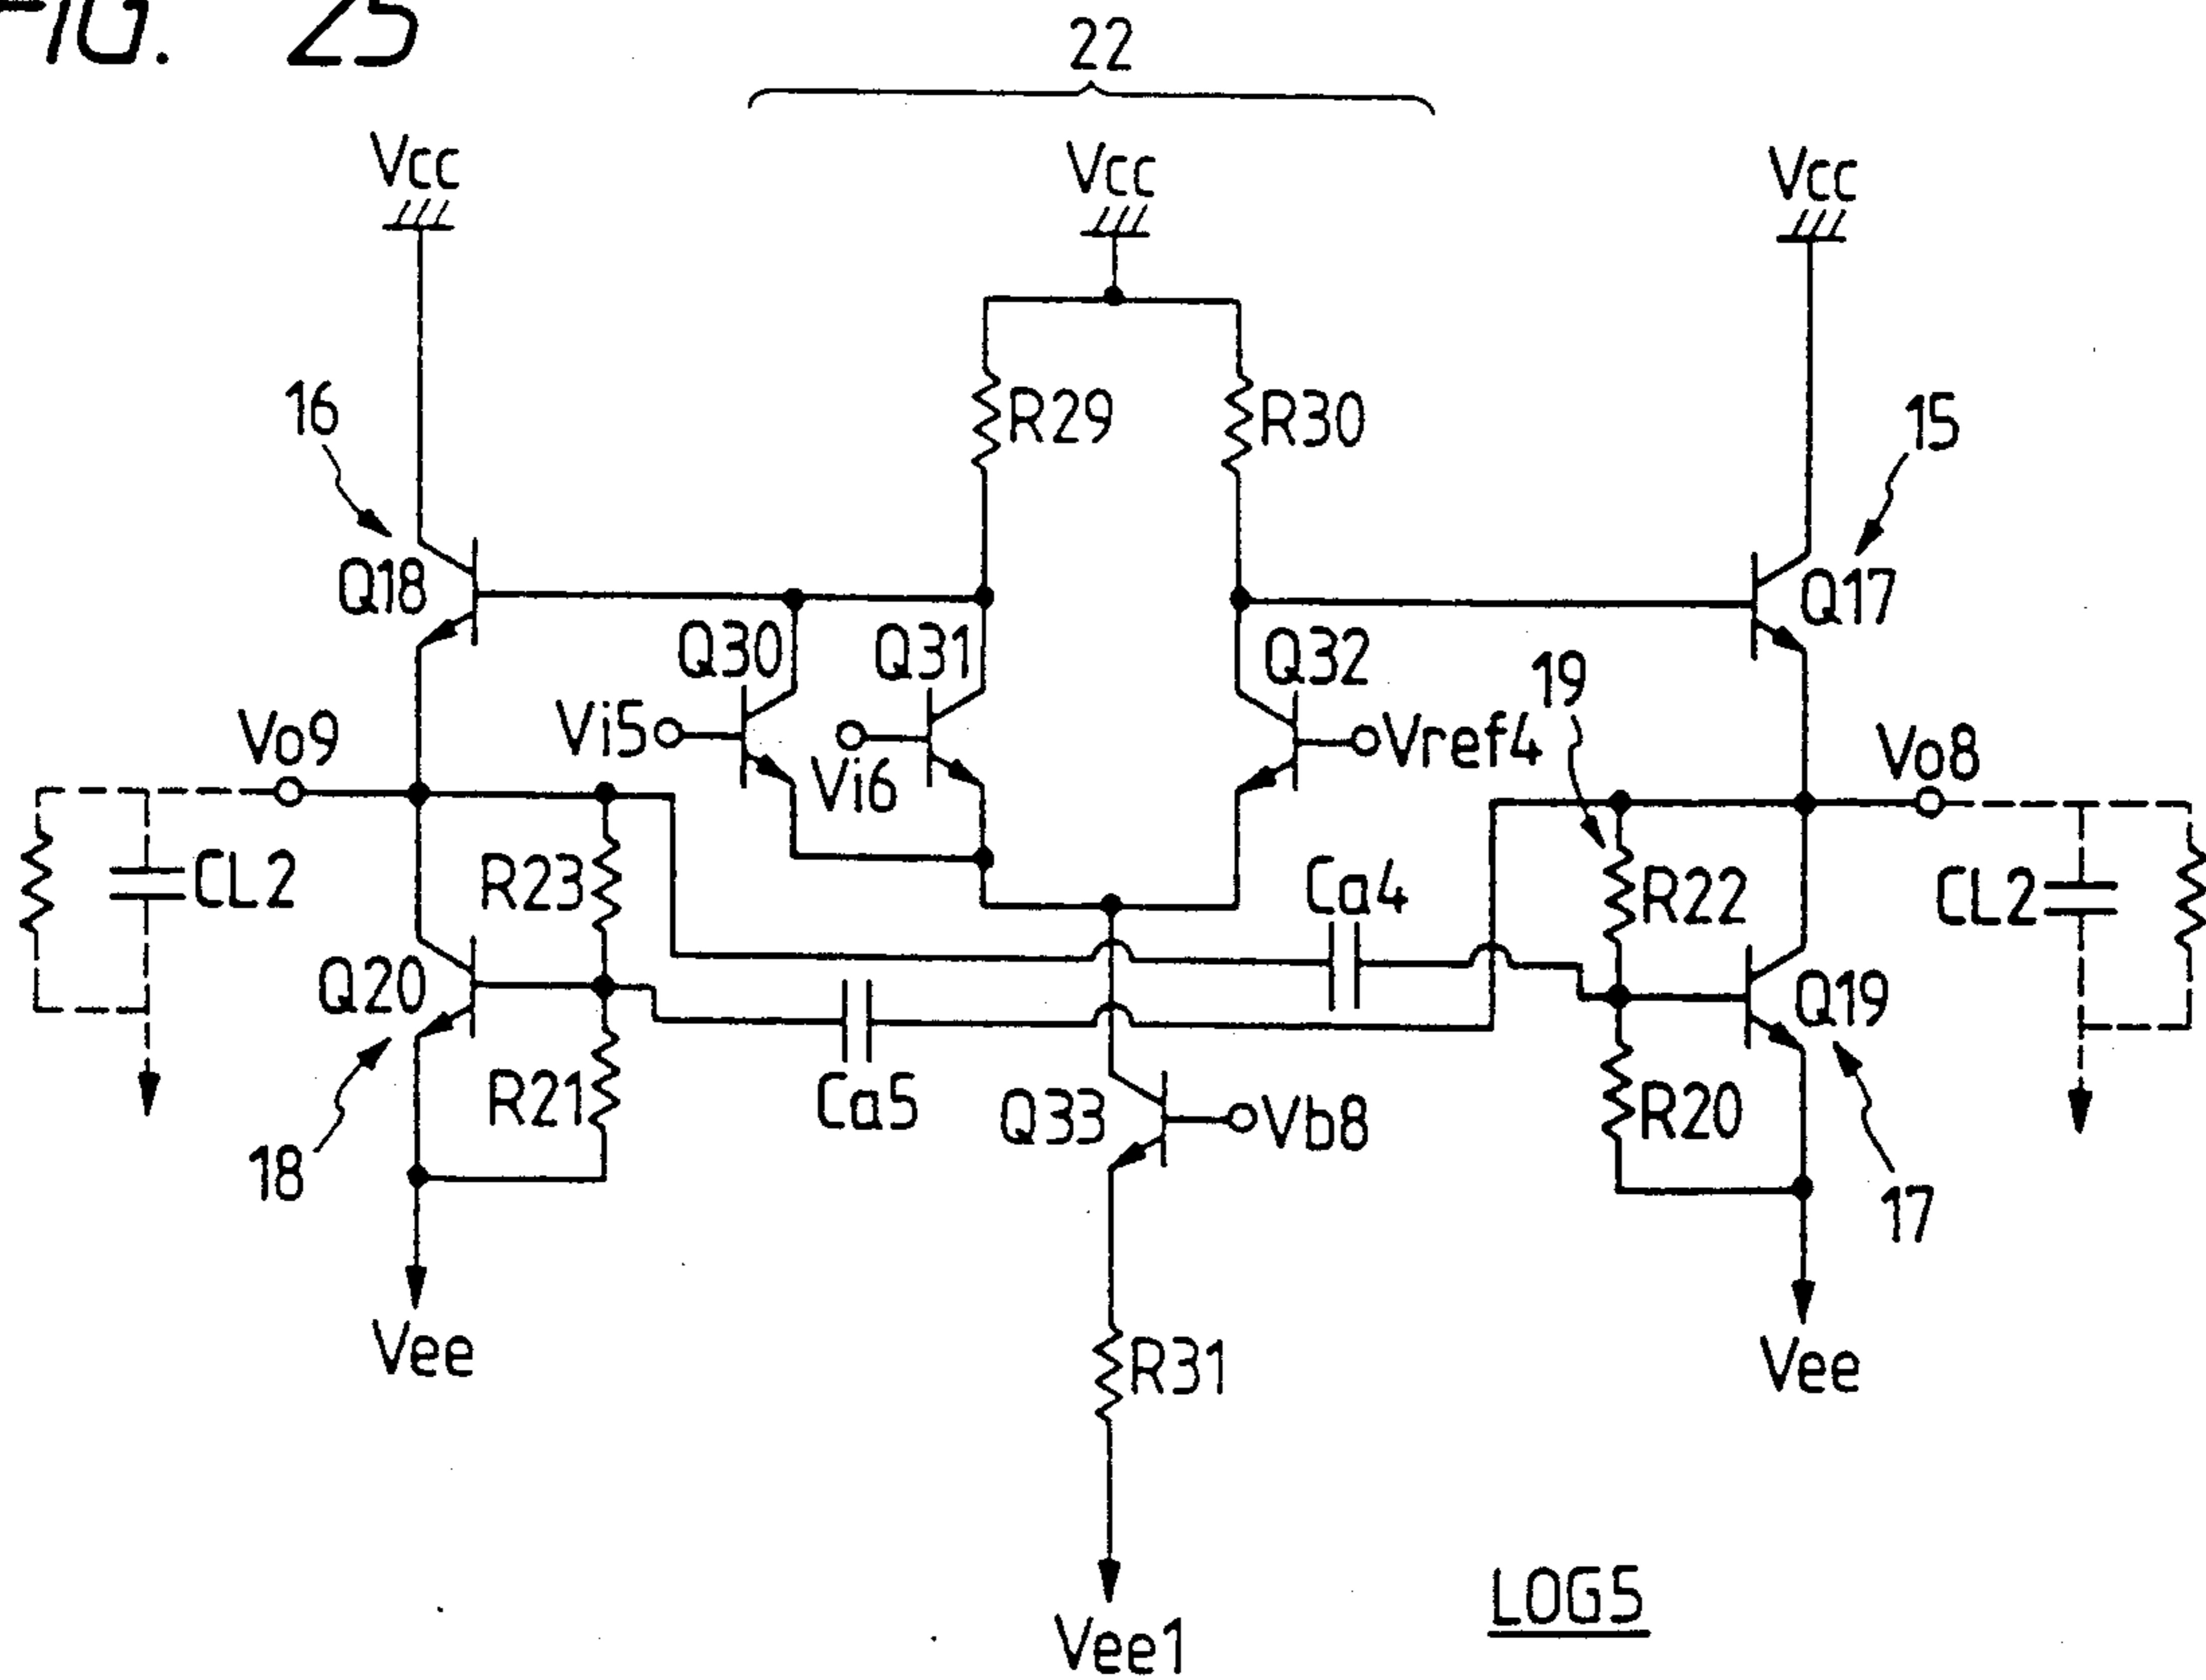 FIG. 25
22
Vcc
Vcc
Vcc
16
R29
R30
15
Q18
Q17
Q30
Q31
Q32
19
Vo9
Vi5
Vi6
Vref4
Vo8
CL2
R23
Ca4
R22
CL2
Q20
Q19
R21
Ca5
Q33
Vb8
R20
18
17
Vee
R31
Vee
LOG5
Vee1